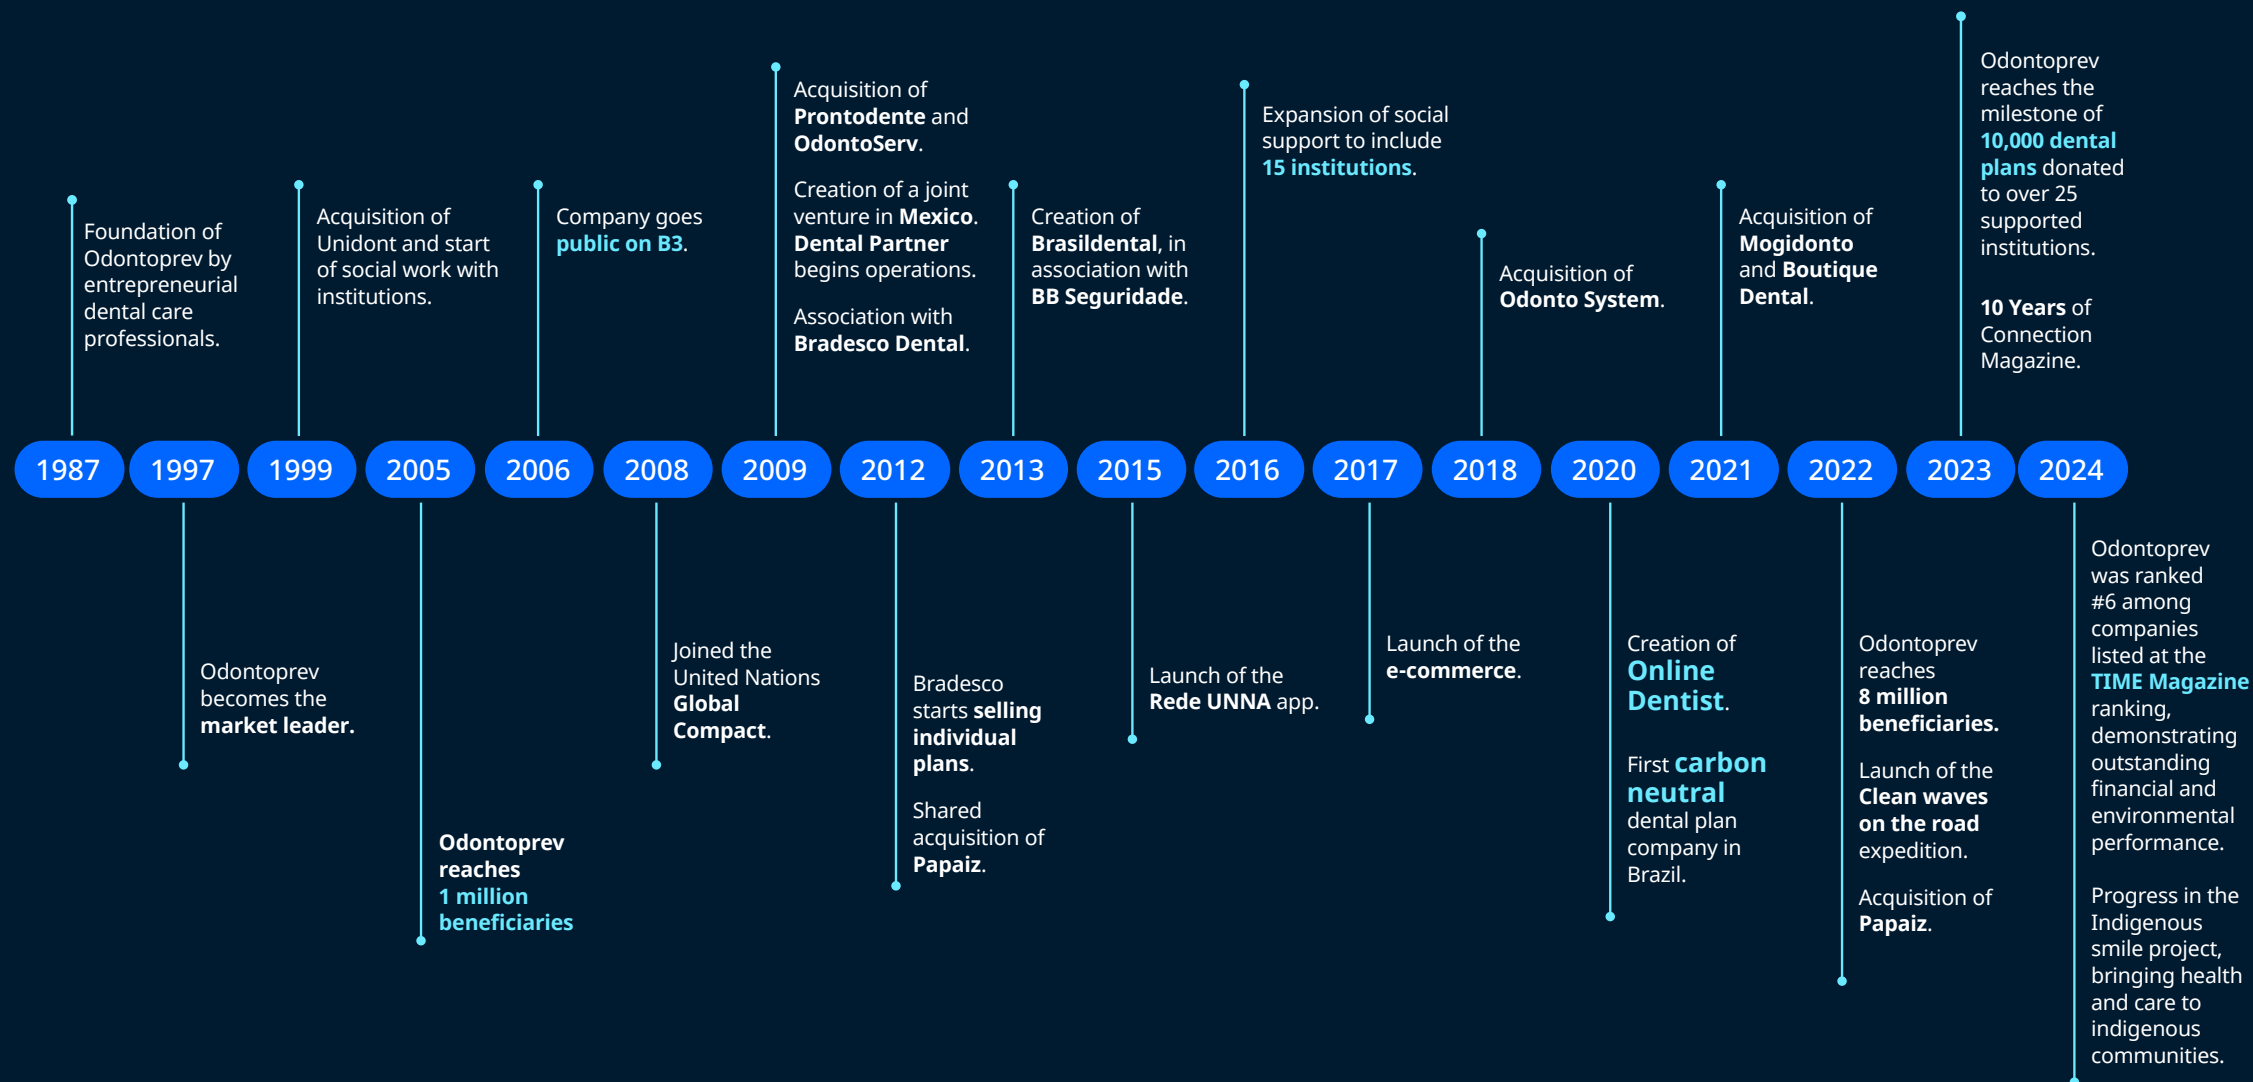 Foundation of
Odontoprev by
entrepreneurial
dental care
professionals.
Acquisition of
Unidont and start
of social work with
institutions.
Company goes
public on B3.
Acquisition of
Prontodente and
OdontoServ.
Creation of a joint
venture in Mexico.
Dental Partner
begins operations.
Association with
Bradesco Dental.
Creation of
Brasildental, in
association with
BB Seguridade.
Expansion of social
support to include
15 institutions.
Acquisition of
Odonto System.
Acquisition of
Mogidonto
and Boutique
Dental.
Odontoprev
reaches the
milestone of
10,000 dental
plans donated
to over 25
supported
institutions.
10 Years of
Connection
Magazine.
1987 1997 1999 2005 2006 2008 2009 2012 2013 2015 2016 2017 2018 2020 2021 2022 2023 2024
Odontoprev
becomes the
market leader.
Odontoprev
reaches
1 million
beneficiaries
Joined the
United Nations
Global
Compact.
Bradesco
starts selling
individual
plans.
Shared
acquisition of
Papaiz.
Launch of the
Rede UNNA app.
Launch of the
e-commerce.
Creation of
Online
Dentist.
First carbon
neutral
dental plan
company in
Brazil.
Odontoprev
reaches
8 million
beneficiaries.
Launch of the
Clean waves
on the road
expedition.
Acquisition of
Papaiz.
Odontoprev
was ranked
#6 among
companies
listed at the
TIME Magazine
ranking,
demonstrating
outstanding
financial and
environmental
performance.
Progress in the
Indigenous
smile project,
bringing health
and care to
indigenous
communities.